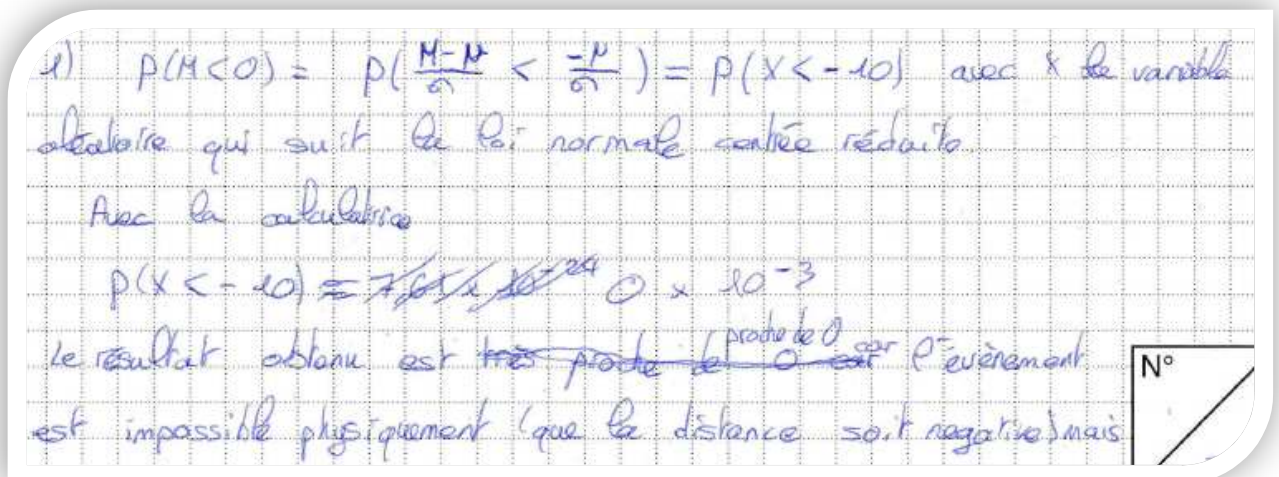 1) P(M<0) = P( (M-μ)/σ < -μ/σ ) = P(X<-10) avec X la variable
aléatoire qui suit la loi normale centrée réduite.
Avec la calculatrice
P(X<-10) = 0 x 10^-3
Le résultat obtenu est proche de 0 car l'évènement
est impossible physiquement (que la distance soit negative) mais
N°